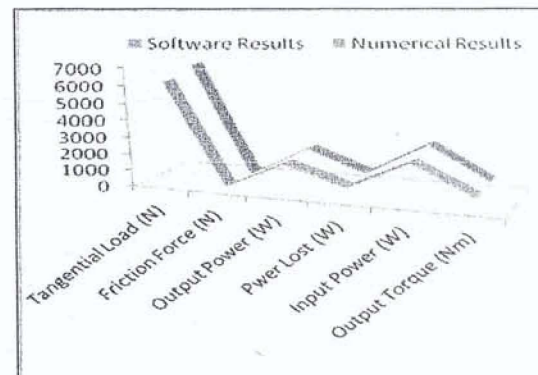 Software Results Numerical Results
7000
6000
5000
4000
3000
2000
1000
0
Tangential Load (N)
Friction Force (N)
Output Power (W)
Pwer Lost (W)
Input Power (W)
Output Torque (Nm)